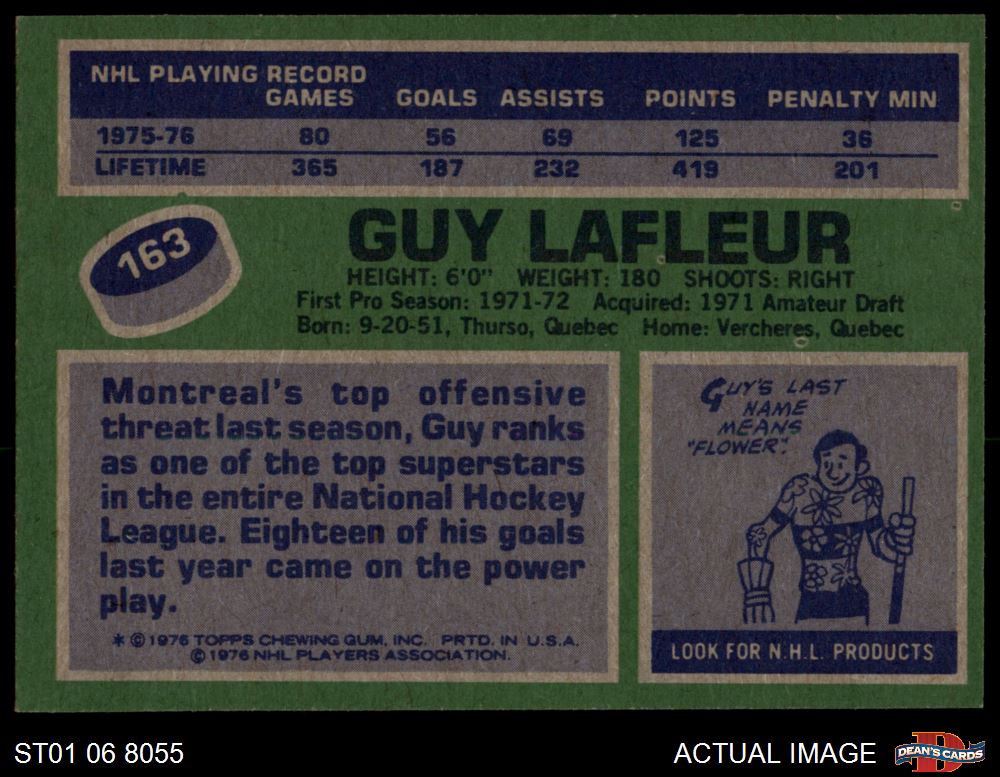 NHL PLAYING RECORD
GAMES GOALS ASSISTS POINTS PENALTY MIN
1975-76 80 56 69 125 36
LIFETIME 365 187 232 419 201
163
GUY LAFLEUR
HEIGHT: 6'0" WEIGHT: 180 SHOOTS: RIGHT
First Pro Season: 1971-72 Acquired: 1971 Amateur Draft
Born: 9-20-51, Thurso, Quebec Home: Vercheres, Quebec
Montreal's top offensive
threat last season, Guy ranks
as one of the top superstars
in the entire National Hockey
League. Eighteen of his goals
last year came on the power
play.
* © 1976 TOPPS CHEWING GUM, INC. PRTD. IN U.S.A.
© 1976 NHL PLAYERS ASSOCIATION.
GUY'S LAST
NAME
MEANS
"FLOWER".
LOOK FOR N.H.L. PRODUCTS
ST01 06 8055
ACTUAL IMAGE
D
DEAN'S CARDS